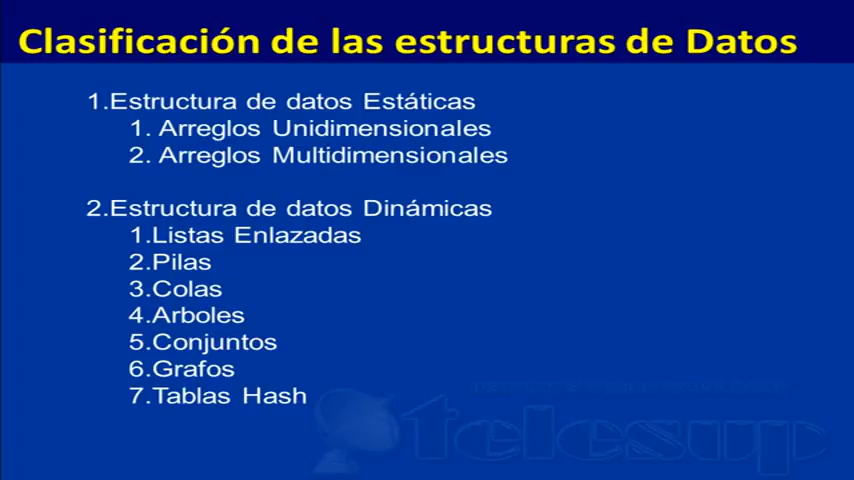 Clasificación de las estructuras de Datos
1.Estructura de datos Estáticas
1. Arreglos Unidimensionales
2. Arreglos Multidimensionales
2.Estructura de datos Dinámicas
1.Listas Enlazadas
2.Pilas
3.Colas
4.Arboles
5.Conjuntos
6.Grafos
7.Tablas Hash
telesup